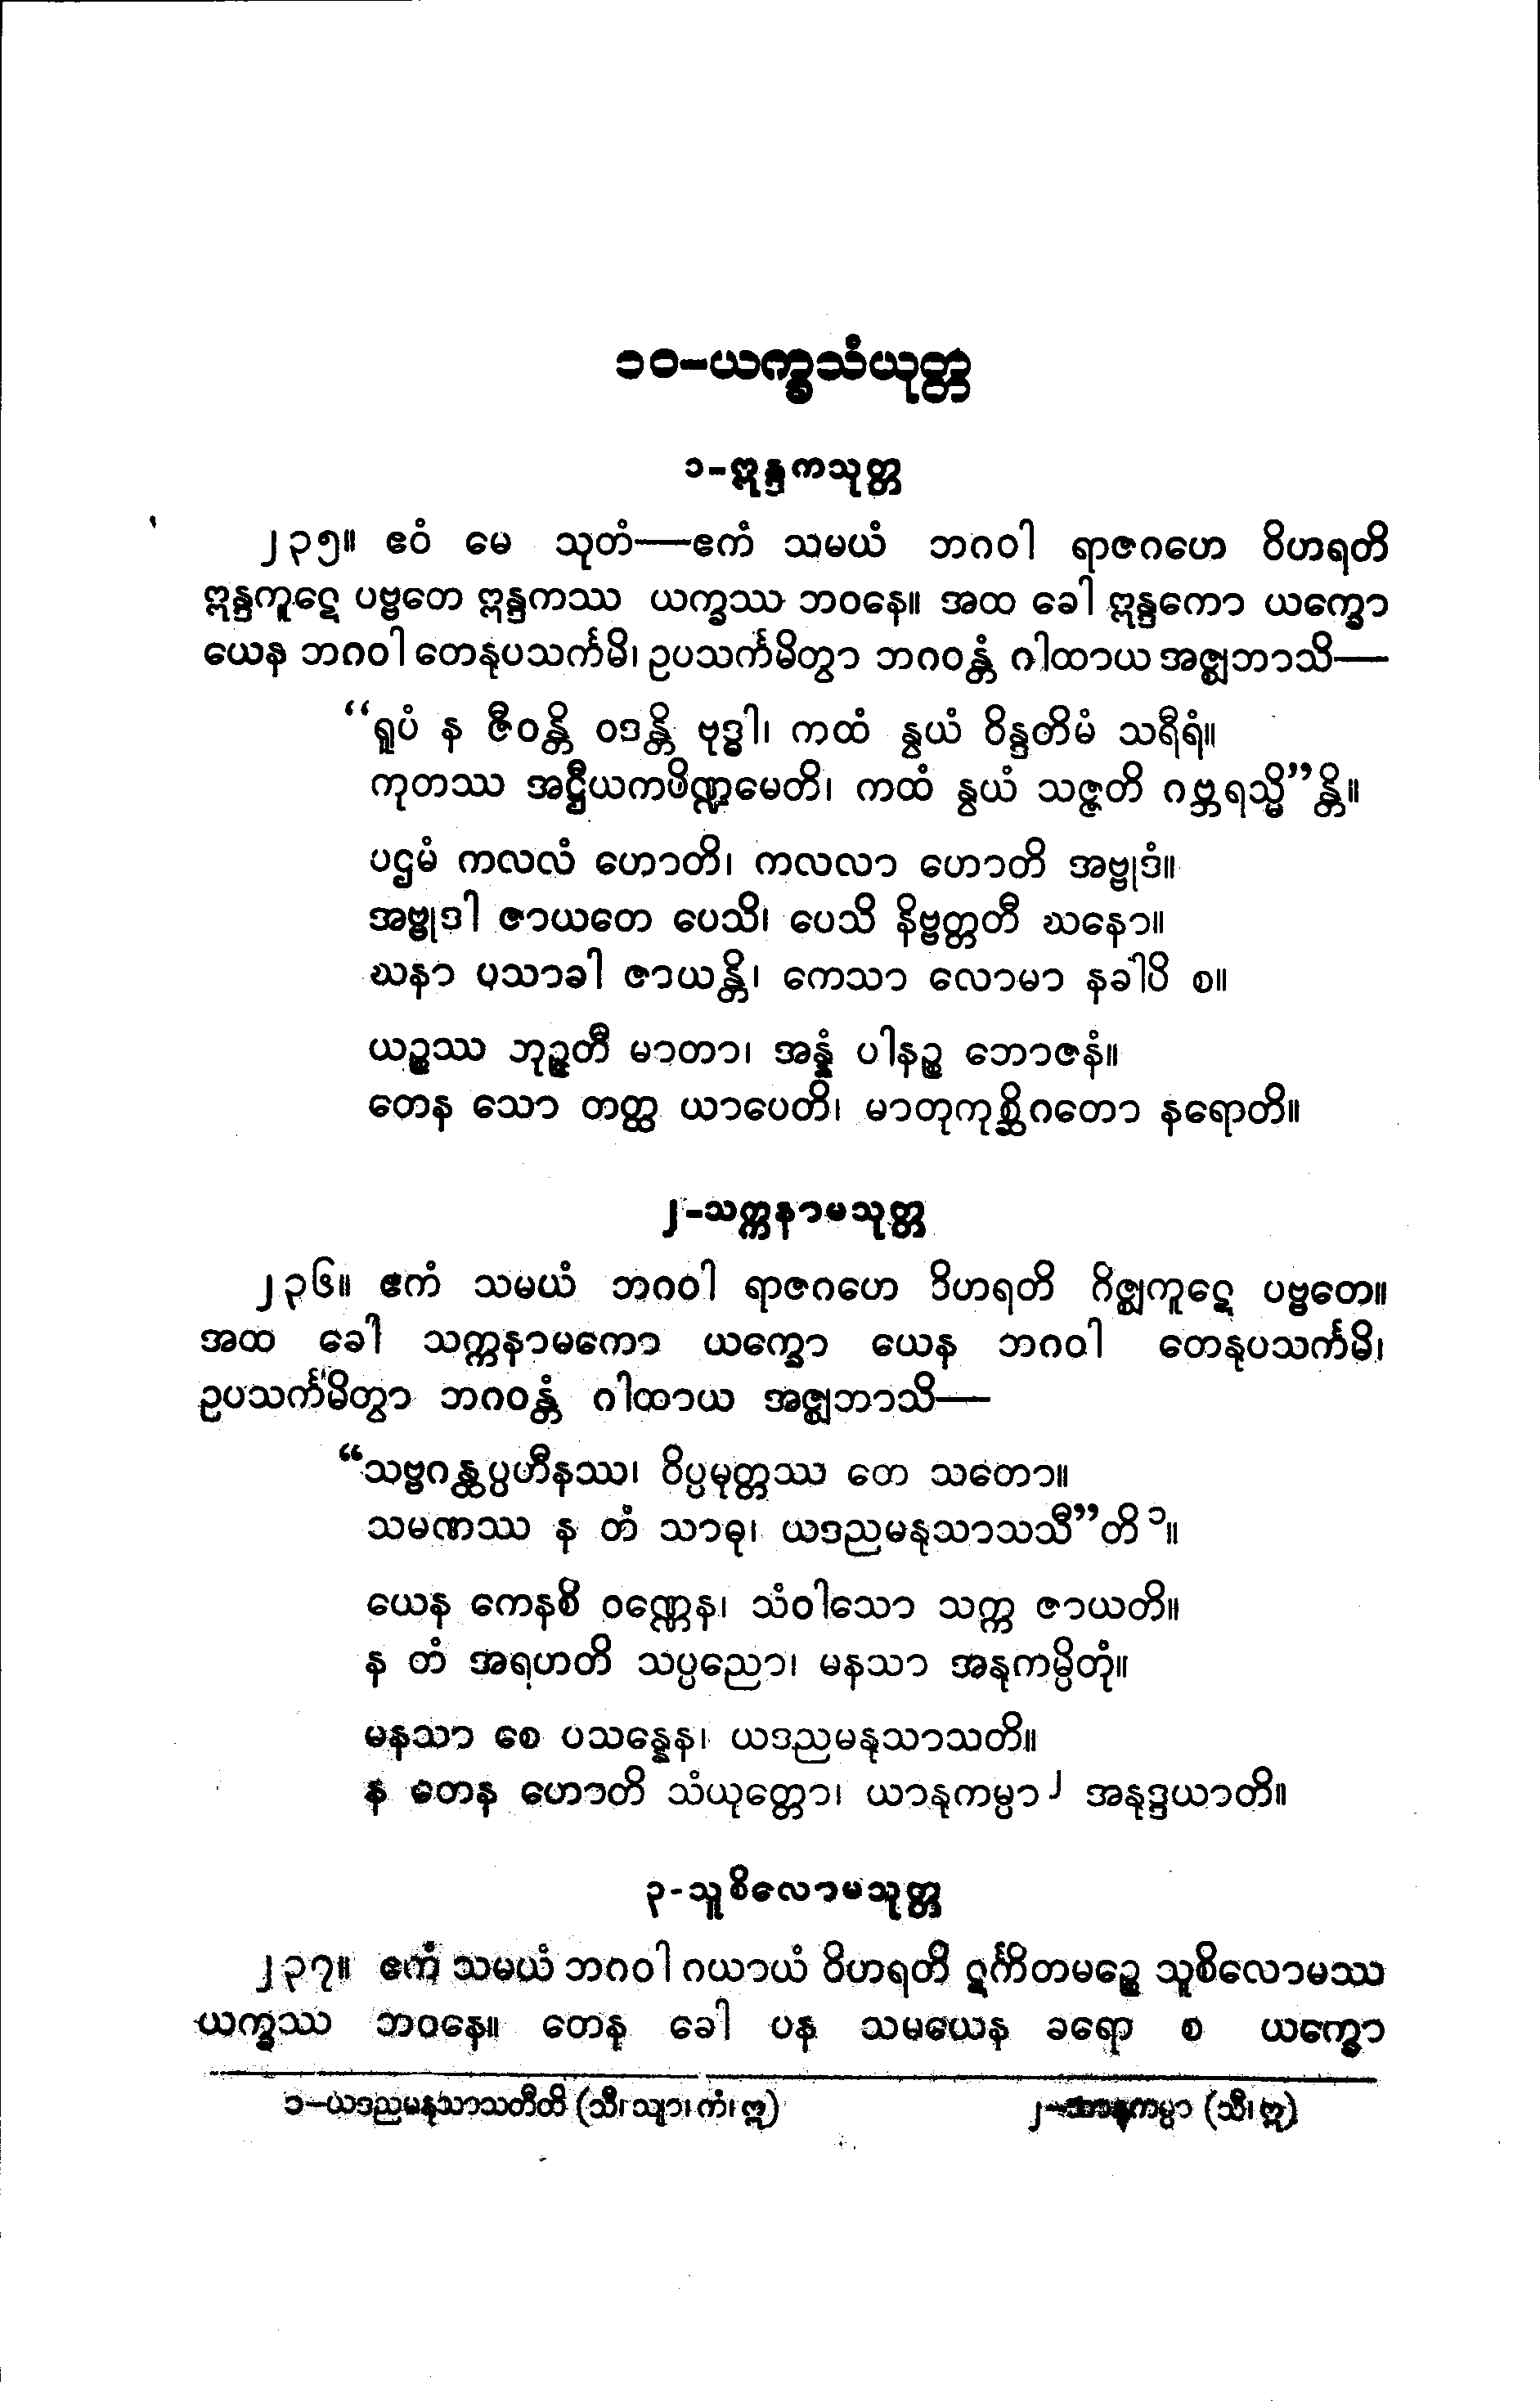 ၁၀-ယက္ခသံယုတ္တ
၁-ဣန္ဒကသုတ္တ
၂၃၅။ ဧဝံ မေ သုတံ—ဧကံ သမယံ ဘဂဝါ ရာဇဂဟေ ဝိဟရတိ
ဣန္ဒကူဋေ ပဗ္ဗတေ ဣန္ဒကဿ ယက္ခဿ ဘဝနေ။ အထ ခေါ ဣန္ဒကော ယက္ခော
ယေန ဘဂဝါ တေနုပသင်္ကမိ၊ ဥပသင်္ကမိတွာ ဘဂဝန္တံ ဂါထာယ အဇ္ဈဘာသိ—
“ရူပံ န ဇီဝန္တိ ဝဒန္တိ ဗုဒ္ဓါ၊ ကထံ နွယံ ဝိန္ဒတိမံ သရီရံ။
ကုတဿ အဋ္ဌီယကပိဏ္ဍမေတိ၊ ကထံ နွယံ သဇ္ဇတိ ဂဗ္ဘရသ္မိ”န္တိ။
ပဌမံ ကလလံ ဟောတိ၊ ကလလာ ဟောတိ အဗ္ဗုဒံ။
အဗ္ဗုဒါ ဇာယတေ ပေသိ၊ ပေသိ နိဗ္ဗတ္တတီ ဃနော။
ဃနာ ပသာခါ ဇာယန္တိ၊ ကေသာ လောမာ နခါပိ စ။
ယဉ္စဿ ဘုဉ္ဇတီ မာတာ၊ အန္နံ ပါနဉ္စ ဘောဇနံ။
တေန သော တတ္ထ ယာပေတိ၊ မာတုကုစ္ဆိဂတော နရောတိ။
၂-သက္ကနာမသုတ္တ
၂၃၆။ ဧကံ သမယံ ဘဂဝါ ရာဇဂဟေ ဝိဟရတိ ဂိဇ္ဈကူဋေ ပဗ္ဗတေ။
အထ ခေါ သက္ကနာမကော ယက္ခော ယေန ဘဂဝါ တေနုပသင်္ကမိ၊
ဥပသင်္ကမိတွာ ဘဂဝန္တံ ဂါထာယ အဇ္ဈဘာသိ—
“သဗ္ဗဂန္ထပ္ပဟီနဿ၊ ဝိပ္ပမုတ္တဿ တေ သတော။
သမဏဿ န တံ သာဓု၊ ယဒညမနုသာသသီ”တိ ၁။
ယေန ကေနစိ ဝဏ္ဏေန၊ သံဝါသော သက္က ဇာယတိ။
န တံ အရဟတိ သပ္ပညော၊ မနသာ အနုကမ္ပိတုံ။
မနသာ စေ ပသန္နေန၊ ယဒညမနုသာသတိ။
န တေန ဟောတိ သံယုတ္တော၊ ယာနုကမ္ပာ ၂ အနုဒ္ဒယာတိ။
၃-သူစိလောမသုတ္တ
၂၃၇။ ဧကံ သမယံ ဘဂဝါ ဂယာယံ ဝိဟရတိ ဋင်္ကိတမဉ္စေ သူစိလောမဿ
ယက္ခဿ ဘဝနေ။ တေန ခေါ ပန သမယေန ခရော စ ယက္ခော
၁–ယဒညမနုသာသတီတိ (သီ၊ သျာ၊ ကံ၊ ဣ)
၂– (သီ၊ ဣ)